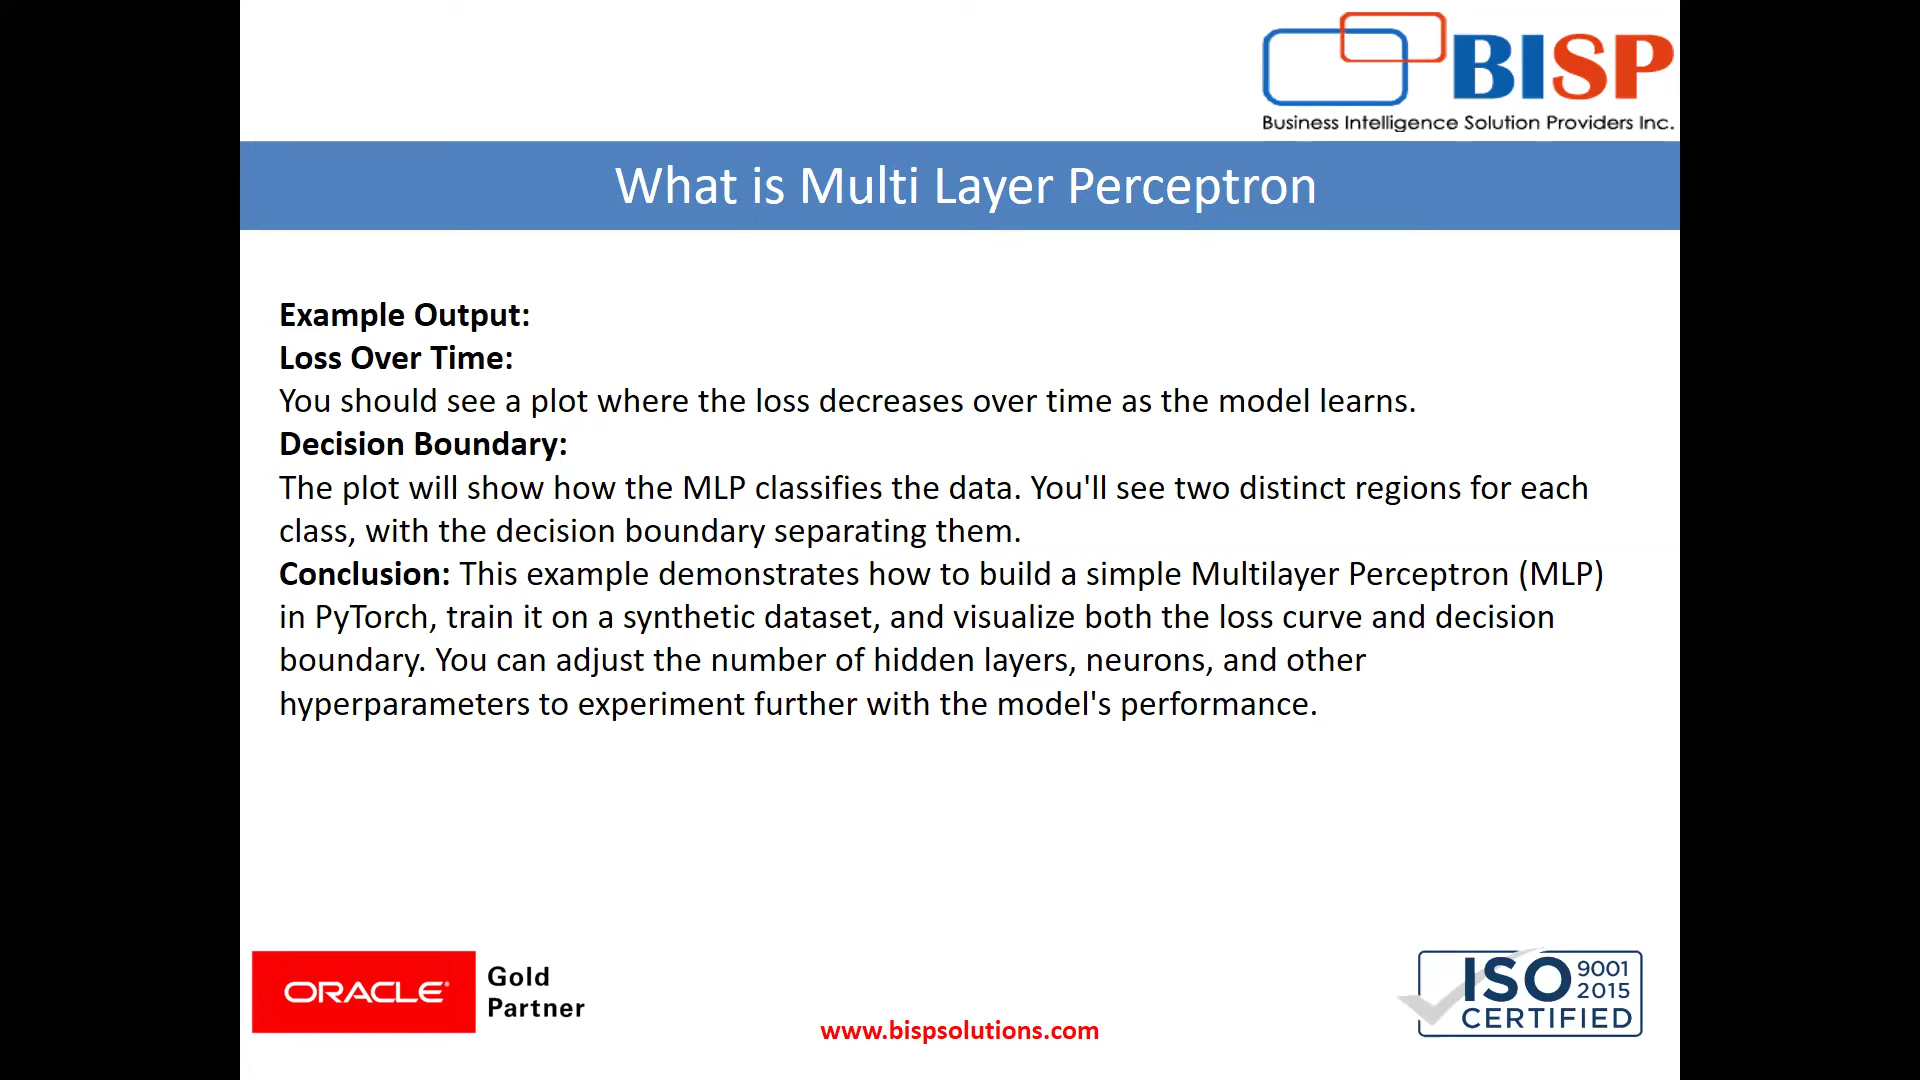 BISP
Business Intelligence Solution Providers Inc.
What is Multi Layer Perceptron
Example Output:
Loss Over Time:
You should see a plot where the loss decreases over time as the model learns.
Decision Boundary:
The plot will show how the MLP classifies the data. You'll see two distinct regions for each
class, with the decision boundary separating them.
Conclusion: This example demonstrates how to build a simple Multilayer Perceptron (MLP)
in PyTorch, train it on a synthetic dataset, and visualize both the loss curve and decision
boundary. You can adjust the number of hidden layers, neurons, and other
hyperparameters to experiment further with the model's performance.
ORACLE®
Gold
Partner
www.bispsolutions.com
ISO 9001
2015
CERTIFIED